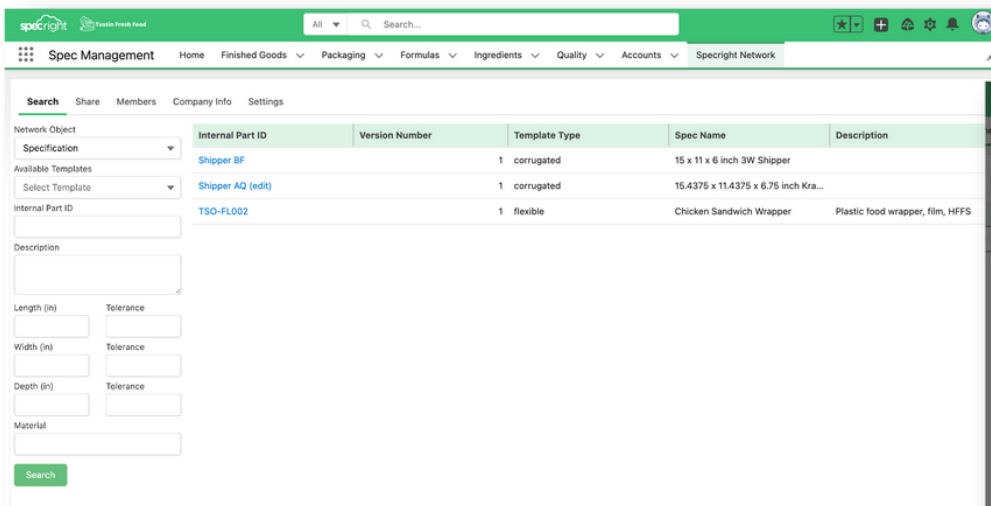 specright Tustin Fresh Food All Search...
Spec Management Home Finished Goods Packaging Formulas Ingredients Quality Accounts Specright Network
Search Share Members Company Info Settings
Network Object
Specification
Available Templates
Select Template
Internal Part ID
Description
Length (in) Tolerance
Width (in) Tolerance
Depth (in) Tolerance
Material
Search
Internal Part ID Version Number Template Type Spec Name Description
Shipper BF 1 corrugated 15 x 11 x 6 inch 3W Shipper
Shipper AQ (edit) 1 corrugated 15.4375 x 11.4375 x 6.75 inch Kra...
TSO-FL002 1 flexible Chicken Sandwich Wrapper Plastic food wrapper, film, HFFS